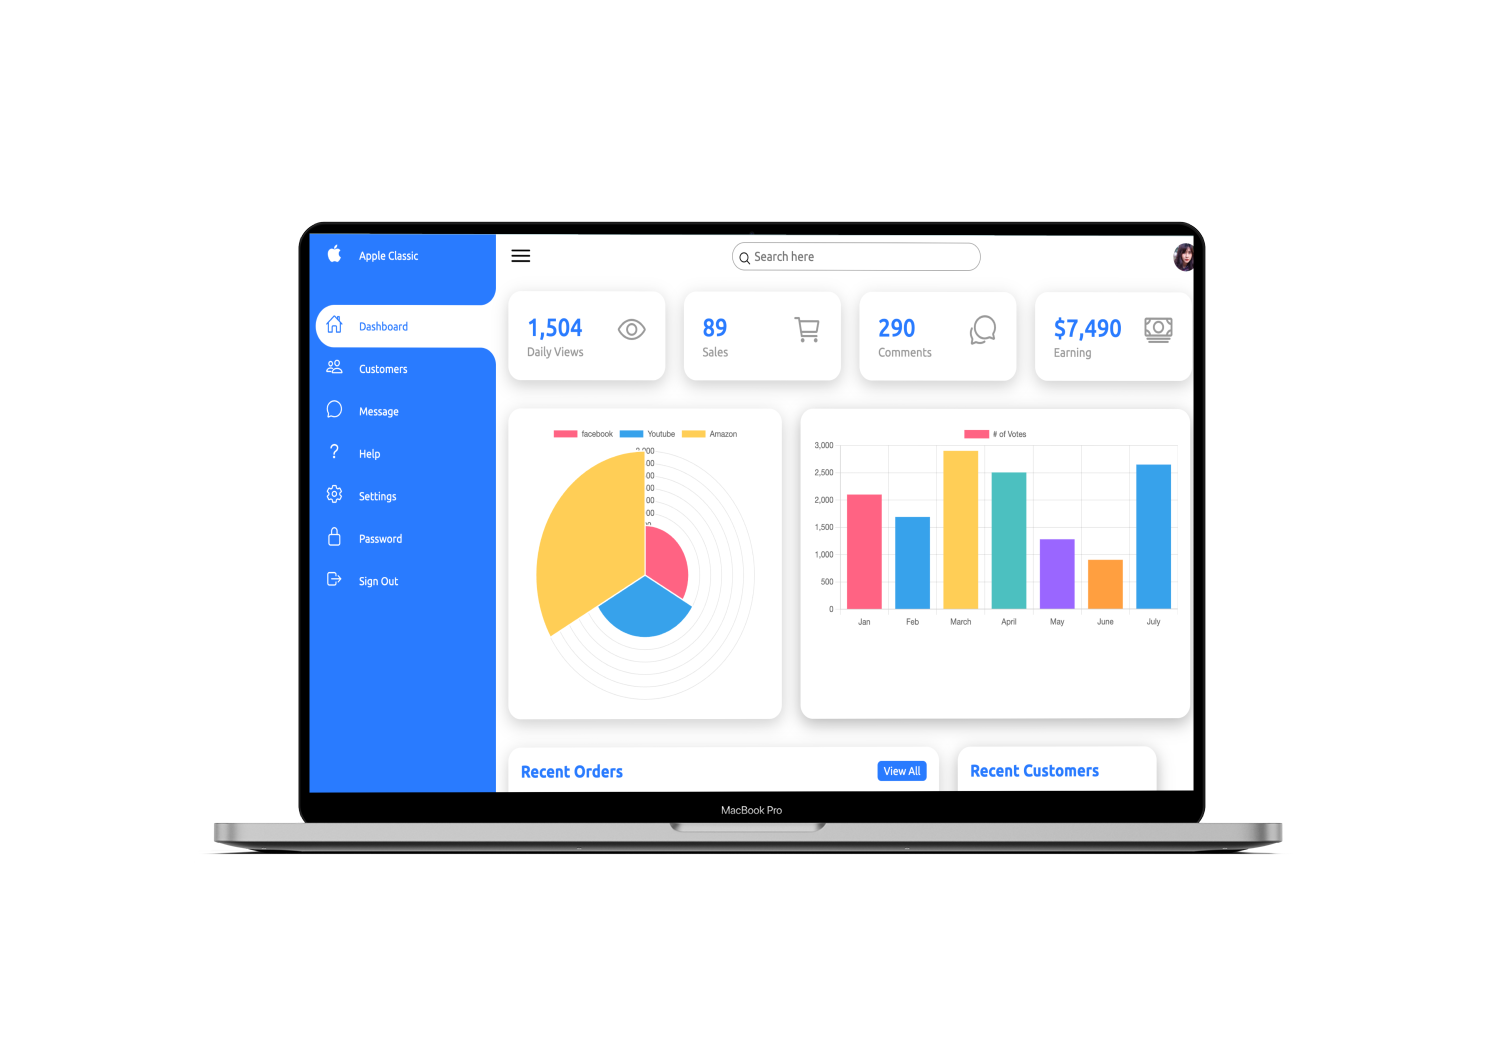 Apple Classic
Search here
Dashboard
Customers
Message
Help
Settings
Password
Sign Out
1,504
Daily Views
89
Sales
290
Comments
$7,490
Earning
facebook Youtube Amazon
# of Votes
3,000
2,500
2,000
1,500
1,000
500
0
Jan Feb March April May June July
Recent Orders
View All
Recent Customers
MacBook Pro